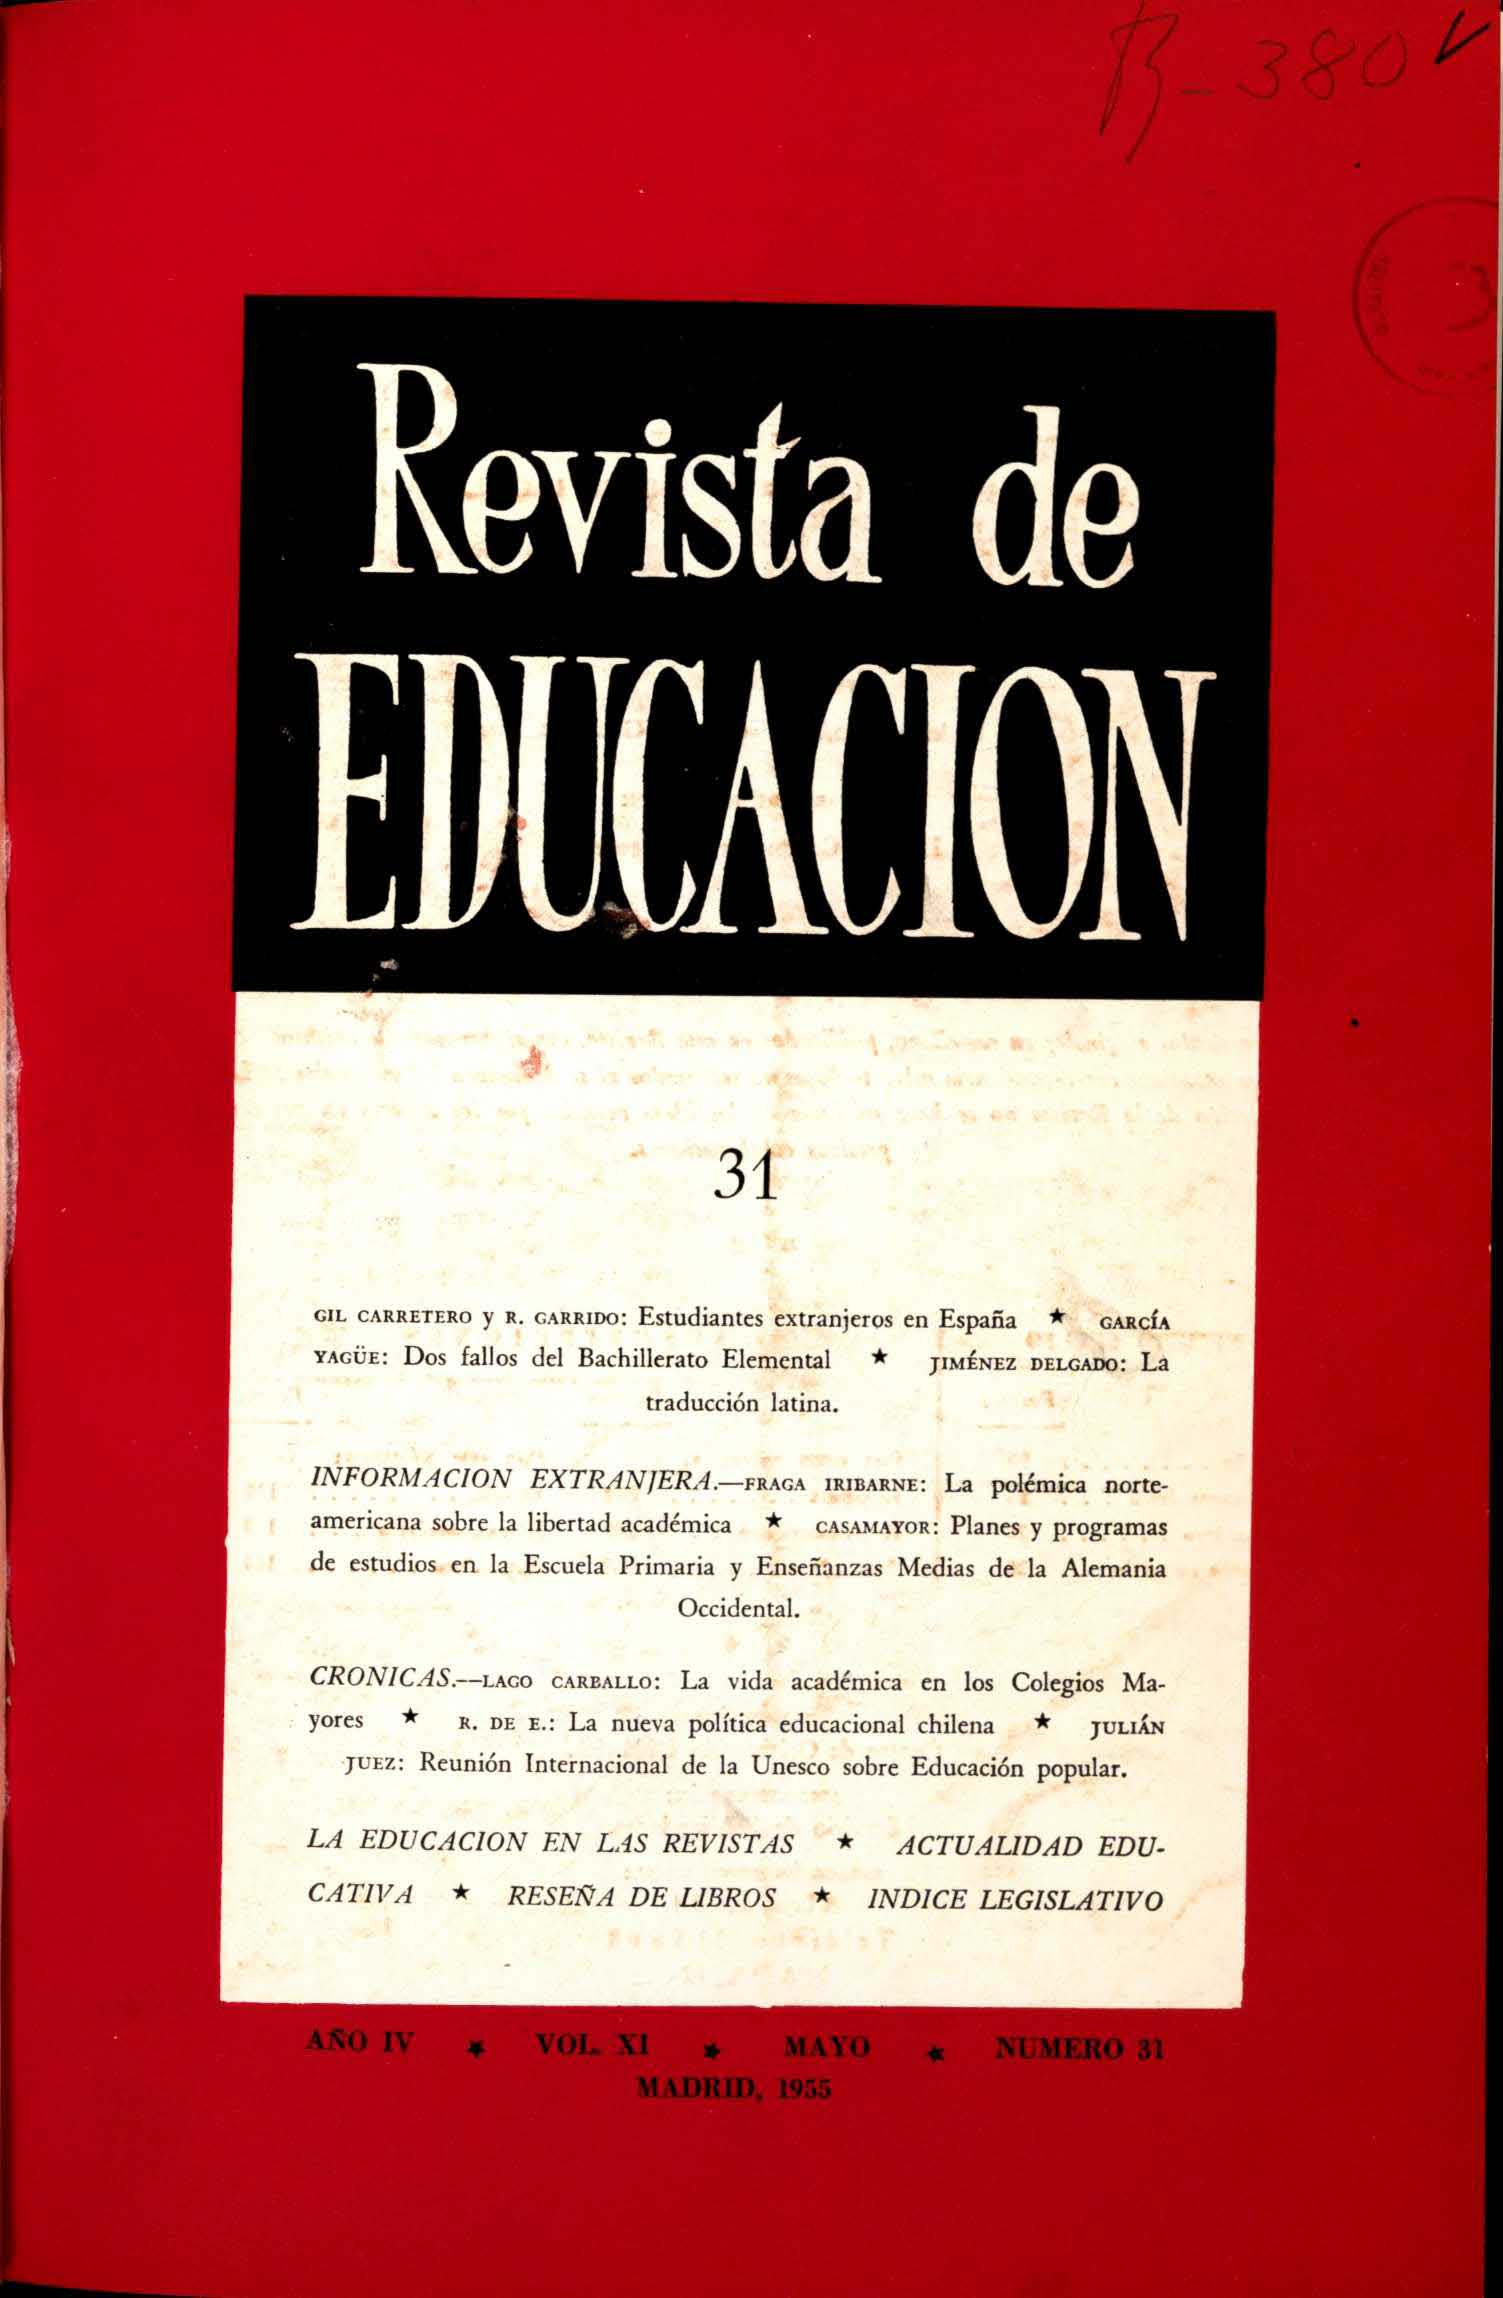 B-380
Revista de
EDUCACION
31
GIL CARRETERO y R. GARRIDO: Estudiantes extranjeros en España ★ GARCÍA
YAGÜE: Dos fallos del Bachillerato Elemental ★ JIMÉNEZ DELGADO: La
traducción latina.
INFORMACION EXTRANJERA.—FRAGA IRIBARNE: La polémica norte-
americana sobre la libertad académica ★ CASAMAYOR: Planes y programas
de estudios en la Escuela Primaria y Enseñanzas Medias de la Alemania
Occidental.
CRONICAS.—LAGO CARBALLO: La vida académica en los Colegios Ma-
yores ★ R. DE E.: La nueva política educacional chilena ★ JULIÁN
JUEZ: Reunión Internacional de la Unesco sobre Educación popular.
LA EDUCACION EN LAS REVISTAS ★ ACTUALIDAD EDU-
CATIVA ★ RESEÑA DE LIBROS ★ INDICE LEGISLATIVO
AÑO IV ★ VOL. XI ★ MAYO ★ NUMERO 31
MADRID, 1955